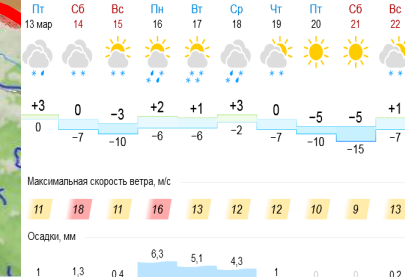 Пт Сб Вс Пн Вт Ср Чт Пт Сб Вс
13 мар 14 15 16 17 18 19 20 21 22
+3 0 −3 +2 +1 +3 0 −5 −5 +1
0 −7 −10 −6 −6 −2 −7 −10 −15 −7
Максимальная скорость ветра, м/с
11 18 11 16 13 12 12 10 9 13
Осадки, мм
6,3 5,1 4,3
1 1,3 0,4 1 0 0 0,2